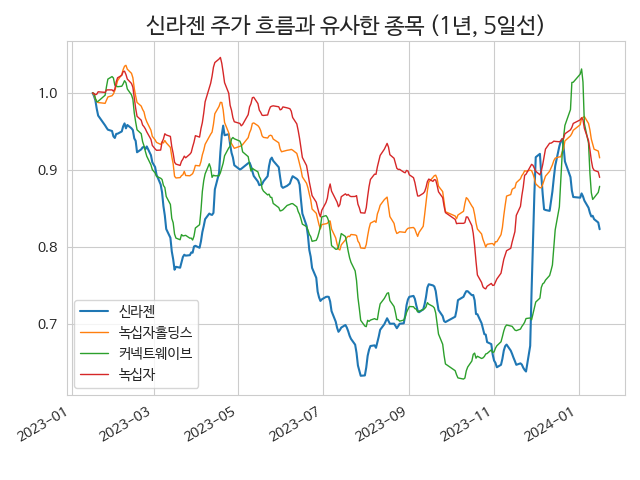 신라젠 주가 흐름과 유사한 종목 (1년, 5일선)
1.0
0.9
0.8
0.7
신라젠
녹십자홀딩스
커넥트웨이브
녹십자
2023-01
2023-03
2023-05
2023-07
2023-09
2023-11
2024-01